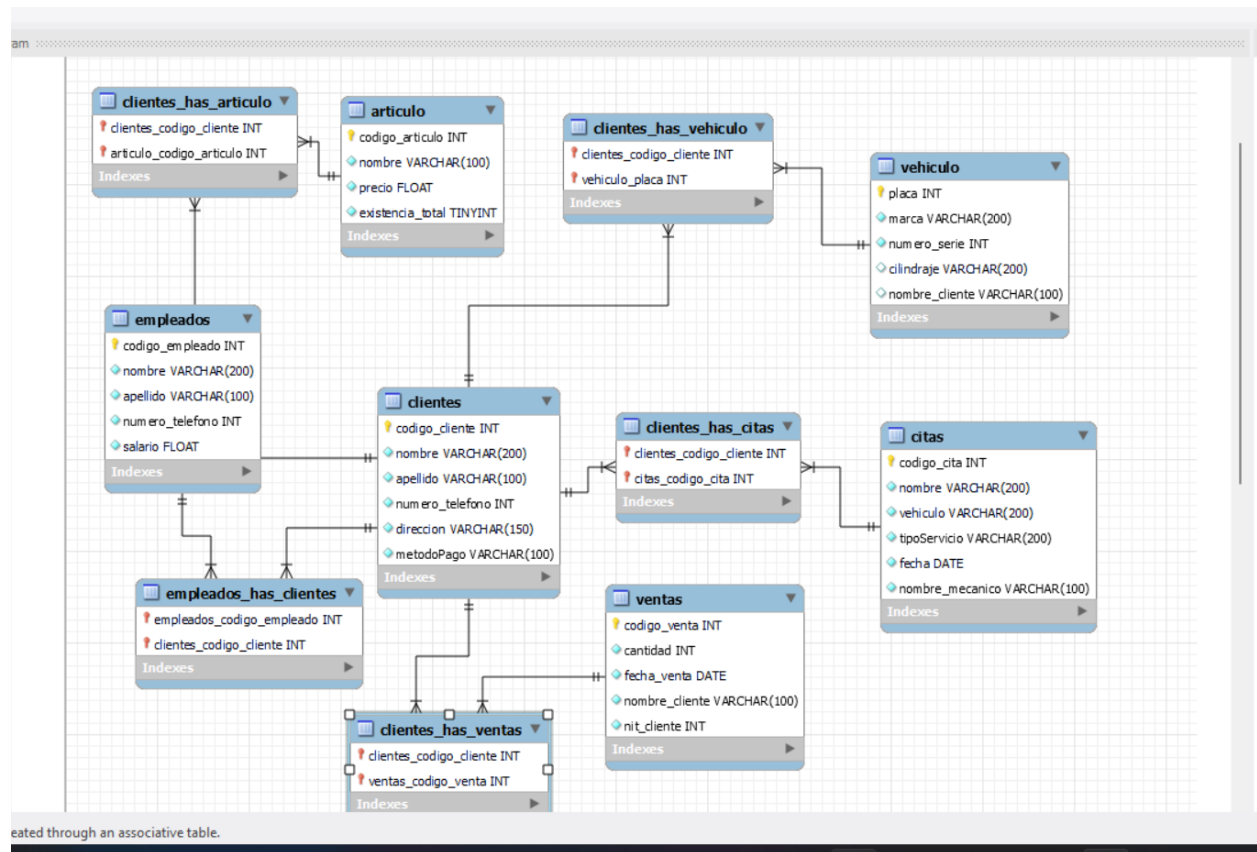 am
clientes_has_articulo
clientes_codigo_cliente INT
articulo_codigo_articulo INT
Indexes
articulo
codigo_articulo INT
nombre VARCHAR(100)
precio FLOAT
existencia_total TINYINT
Indexes
clientes_has_vehiculo
clientes_codigo_cliente INT
vehiculo_placa INT
Indexes
vehiculo
placa INT
marca VARCHAR(200)
numero_serie INT
cilindraje VARCHAR(200)
nombre_cliente VARCHAR(100)
Indexes
empleados
codigo_empleado INT
nombre VARCHAR(200)
apellido VARCHAR(100)
numero_telefono INT
salario FLOAT
Indexes
clientes
codigo_cliente INT
nombre VARCHAR(200)
apellido VARCHAR(100)
numero_telefono INT
direccion VARCHAR(150)
metodoPago VARCHAR(100)
Indexes
clientes_has_citas
clientes_codigo_cliente INT
citas_codigo_cita INT
Indexes
citas
codigo_cita INT
nombre VARCHAR(200)
vehiculo VARCHAR(200)
tipoServicio VARCHAR(200)
fecha DATE
nombre_mecanico VARCHAR(100)
Indexes
empleados_has_clientes
empleados_codigo_empleado INT
clientes_codigo_cliente INT
Indexes
ventas
codigo_venta INT
cantidad INT
fecha_venta DATE
nombre_cliente VARCHAR(100)
nit_cliente INT
Indexes
clientes_has_ventas
clientes_codigo_cliente INT
ventas_codigo_venta INT
Indexes
eated through an associative table.